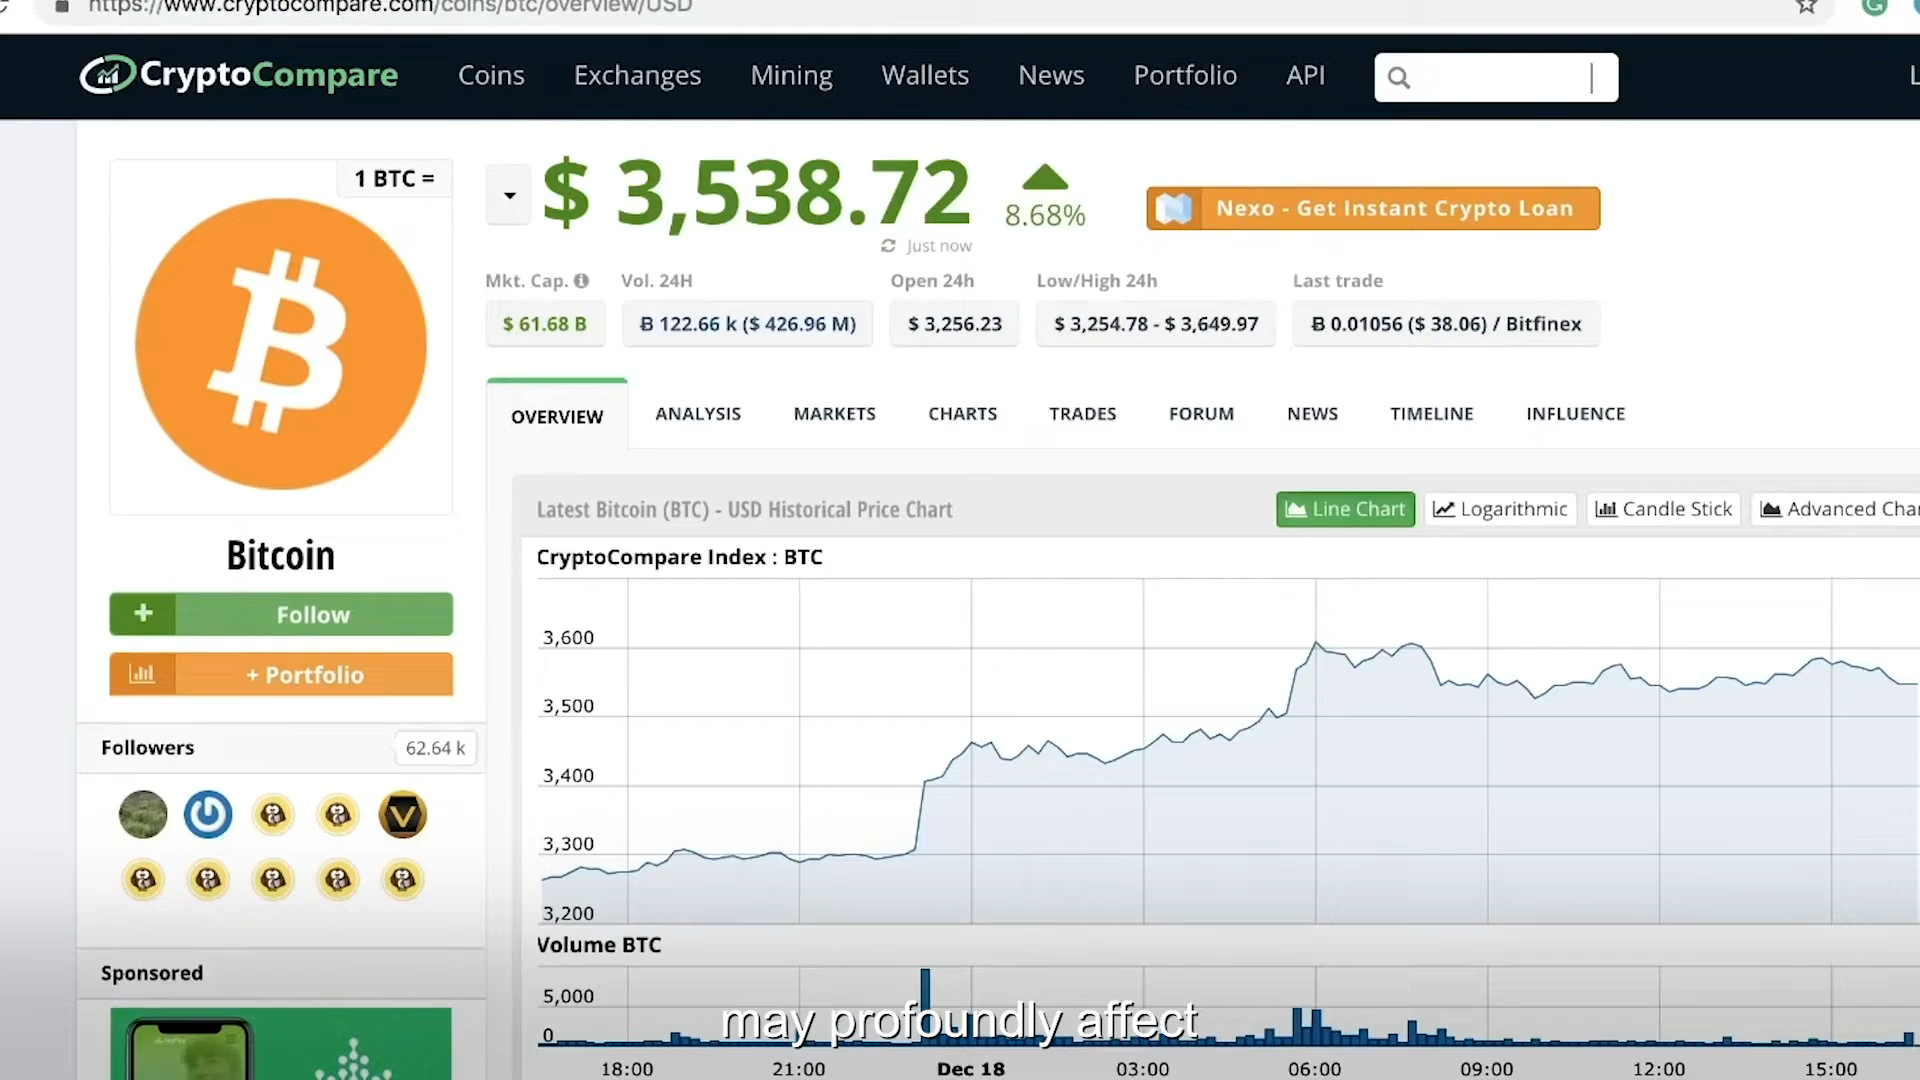 https://www.cryptocompare.com/coins/btc/overview/USD
CryptoCompare Coins Exchanges Mining Wallets News Portfolio API
1 BTC =
$ 3,538.72
8.68%
Just now
Nexo - Get Instant Crypto Loan
Mkt. Cap. Vol. 24H Open 24h Low/High 24h Last trade
$ 61.68 B Ƀ 122.66 k ($ 426.96 M) $ 3,256.23 $ 3,254.78 - $ 3,649.97 Ƀ 0.01056 ($ 38.06) / Bitfinex
OVERVIEW ANALYSIS MARKETS CHARTS TRADES FORUM NEWS TIMELINE INFLUENCE
Latest Bitcoin (BTC) - USD Historical Price Chart
Line Chart Logarithmic Candle Stick Advanced Char
CryptoCompare Index : BTC
Bitcoin
+ Follow
+ Portfolio
Followers 62.64 k
Sponsored
3,600
3,500
3,400
3,300
3,200
Volume BTC
5,000
0
may profoundly affect
18:00 21:00 Dec 18 03:00 06:00 09:00 12:00 15:00